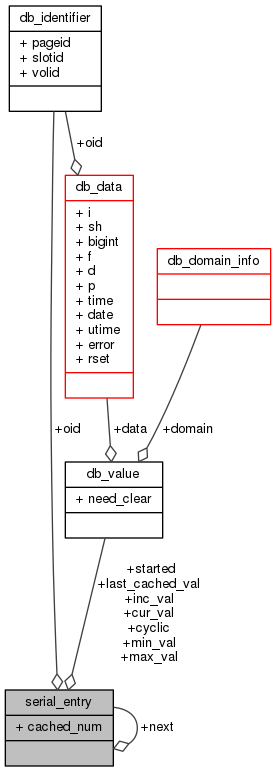 db_identifier
+ pageid
+ slotid
+ volid
+oid
db_data
+ i
+ sh
+ bigint
+ f
+ d
+ p
+ time
+ date
+ utime
+ error
+ rset
db_domain_info
+oid
+data
+domain
db_value
+ need_clear
+started
+last_cached_val
+inc_val
+cur_val
+cyclic
+min_val
+max_val
serial_entry
+ cached_num
+next